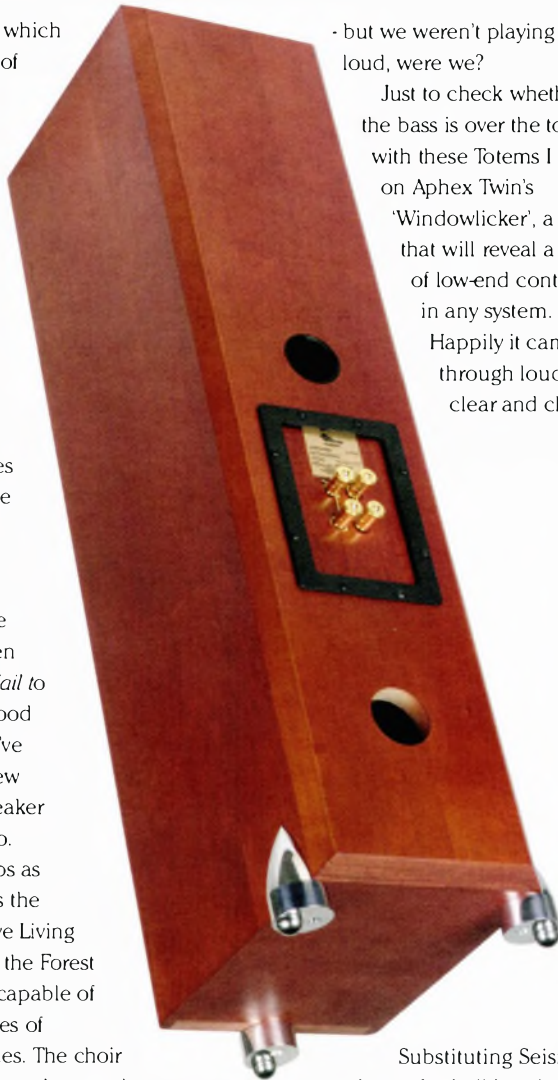 which
of
es
e
e
en
ail to
ood
've
ew
eaker
o.
os as
s the
ve Living
the Forest
capable of
es of
es. The choir
- but we weren't playing
loud, were we?
Just to check wheth
the bass is over the to
with these Totems I
on Aphex Twin's
'Windowlicker', a
that will reveal a
of low-end cont
in any system.
Happily it can
through loud
clear and cl
Substituting Seis